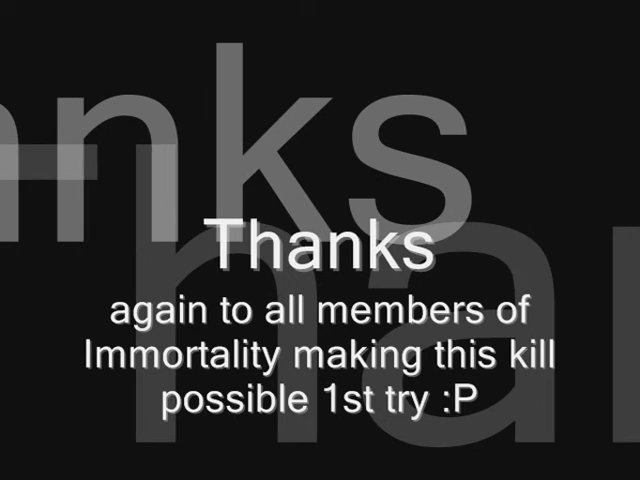 Thanks
again to all members of
Immortality making this kill
possible 1st try :P